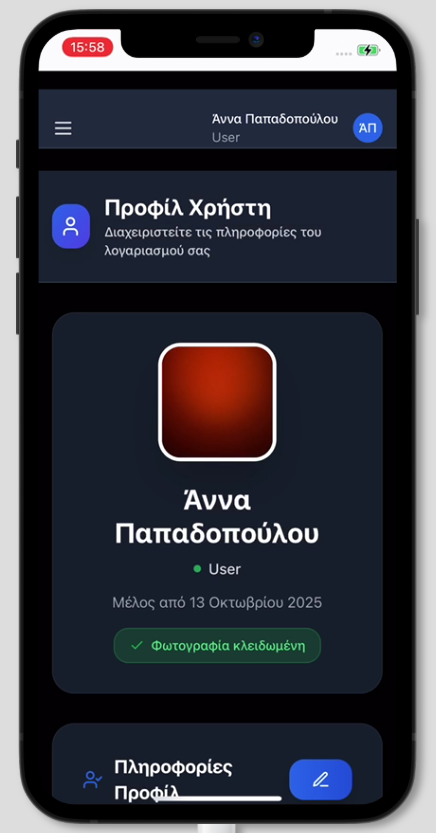 15:58
Άννα Παπαδοπούλου
User
ΆΠ
Προφίλ Χρήστη
Διαχειριστείτε τις πληροφορίες του
λογαριασμού σας
Άννα
Παπαδοπούλου
User
Μέλος από 13 Οκτωβρίου 2025
Φωτογραφία κλειδωμένη
Πληροφορίες
Προφίλ